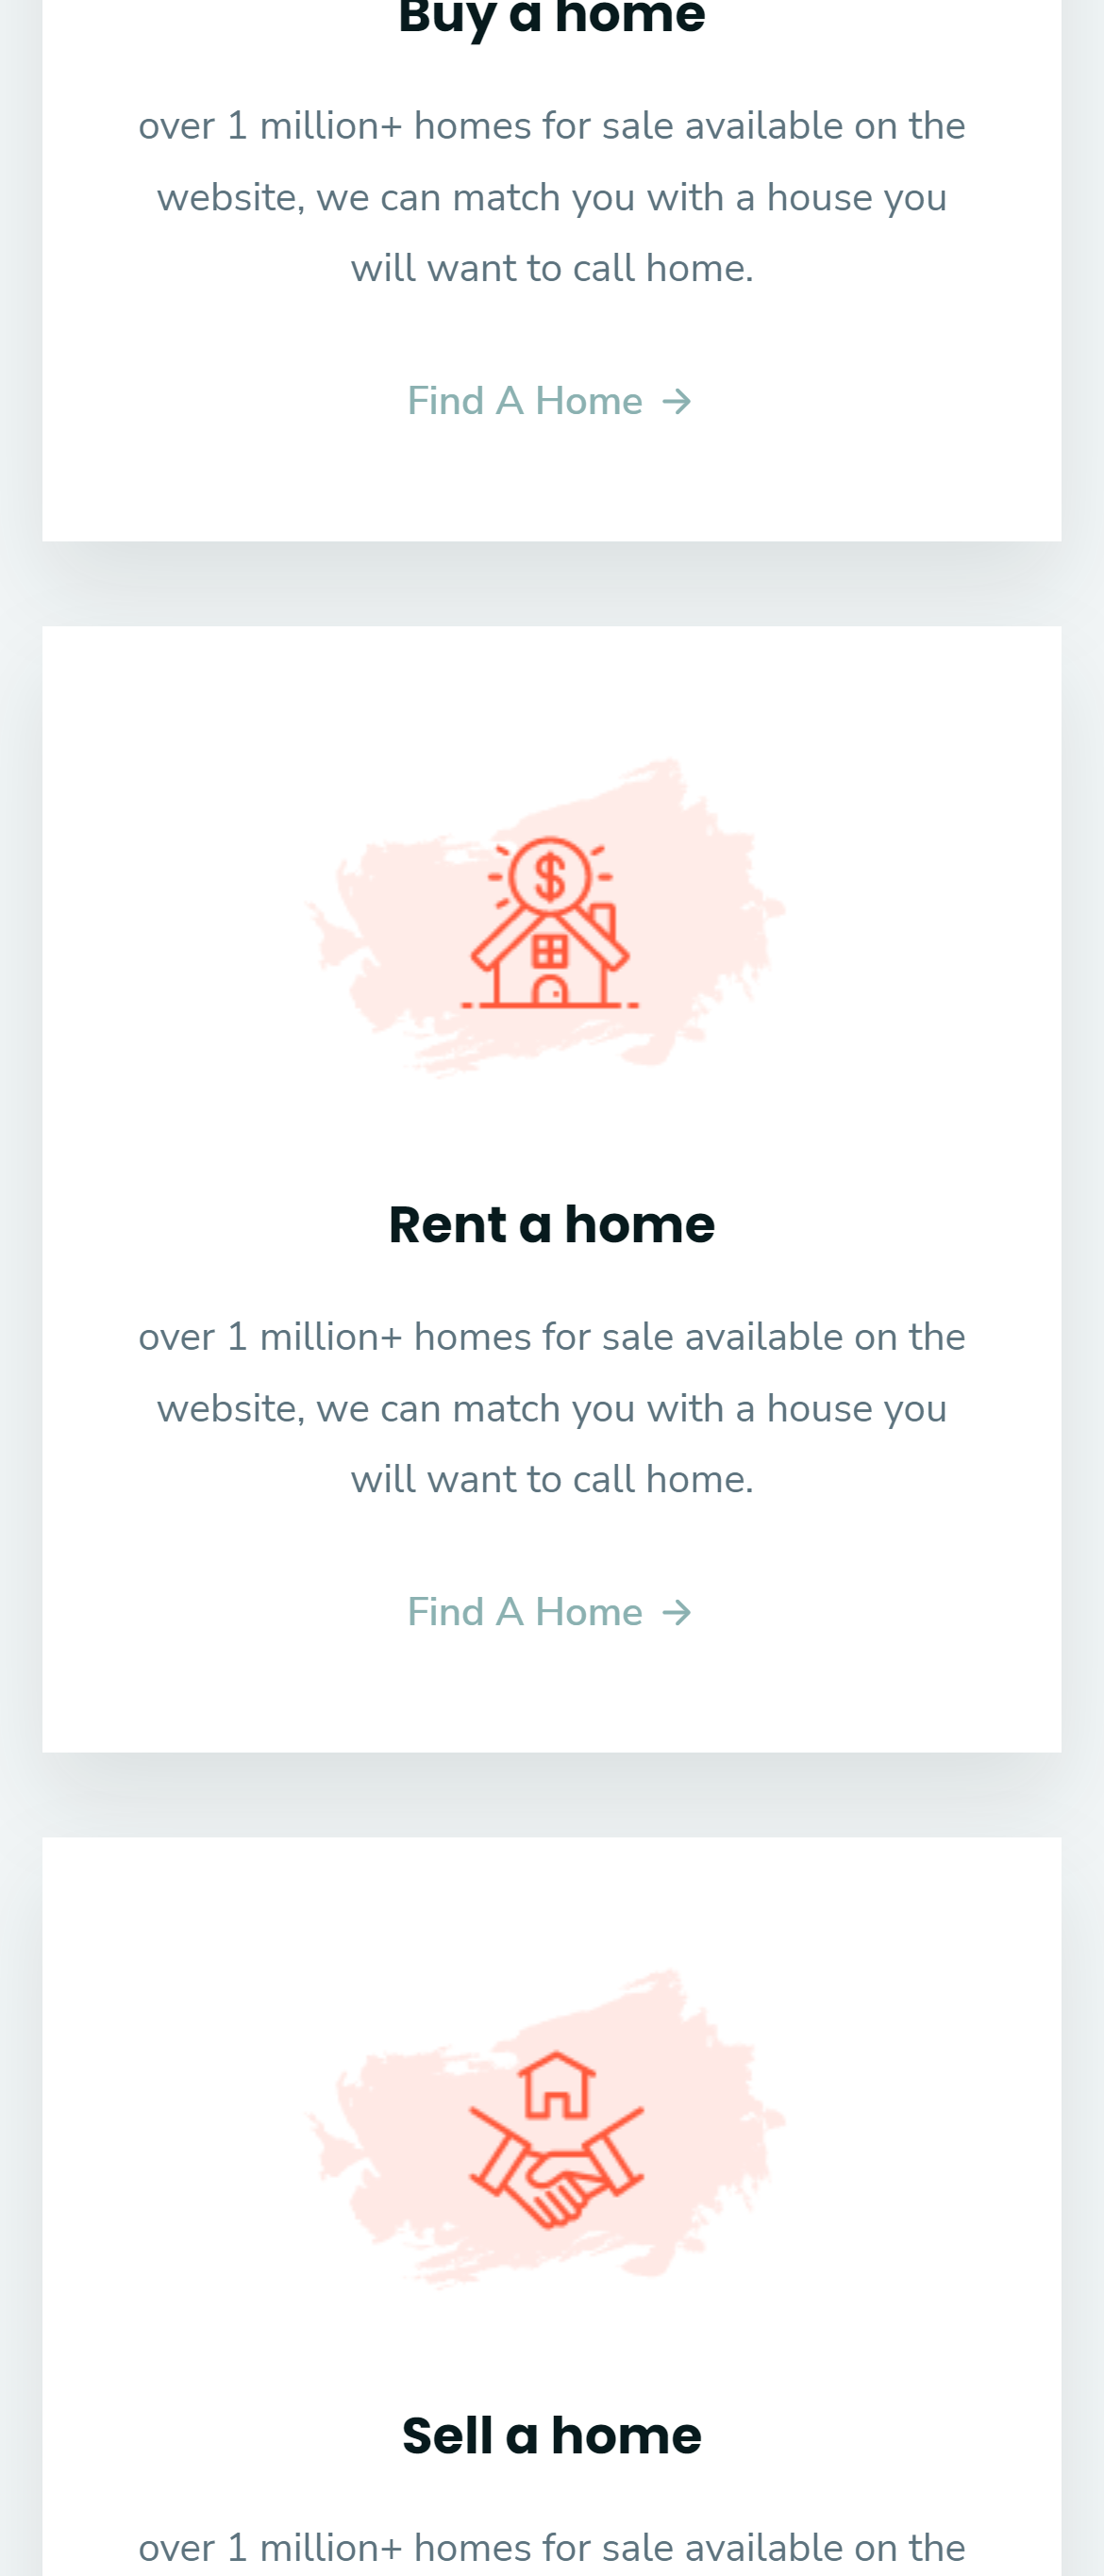 Buy a home
over 1 million+ homes for sale available on the
website, we can match you with a house you
will want to call home.
Find A Home →
$
Rent a home
over 1 million+ homes for sale available on the
website, we can match you with a house you
will want to call home.
Find A Home →
Sell a home
over 1 million+ homes for sale available on the